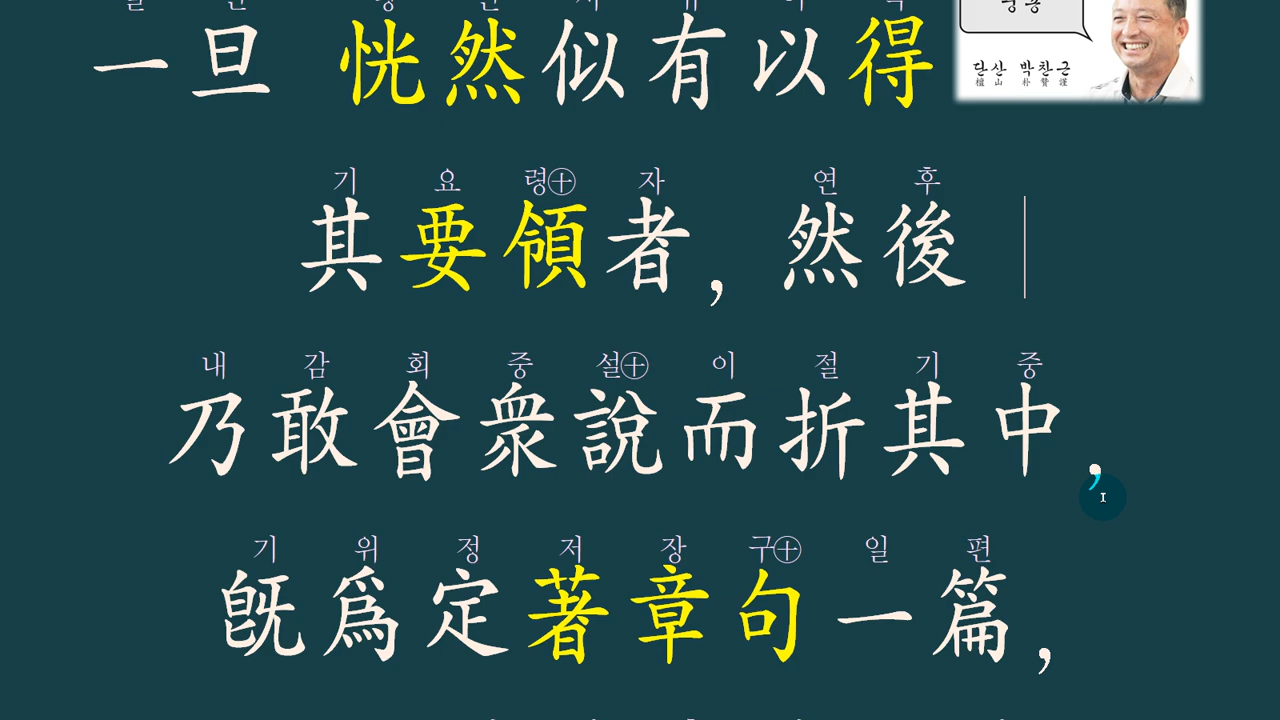 一旦 恍然似有以得
단산 박찬근
檀山 朴贊謹
기 요 령㊉ 자 연 후
其要領者, 然後
내 감 회 중 설㊉ 이 절 기 중
乃敢會衆說而折其中,
기 위 정 저 장 구㊉ 일 편
旣爲定著章句一篇,